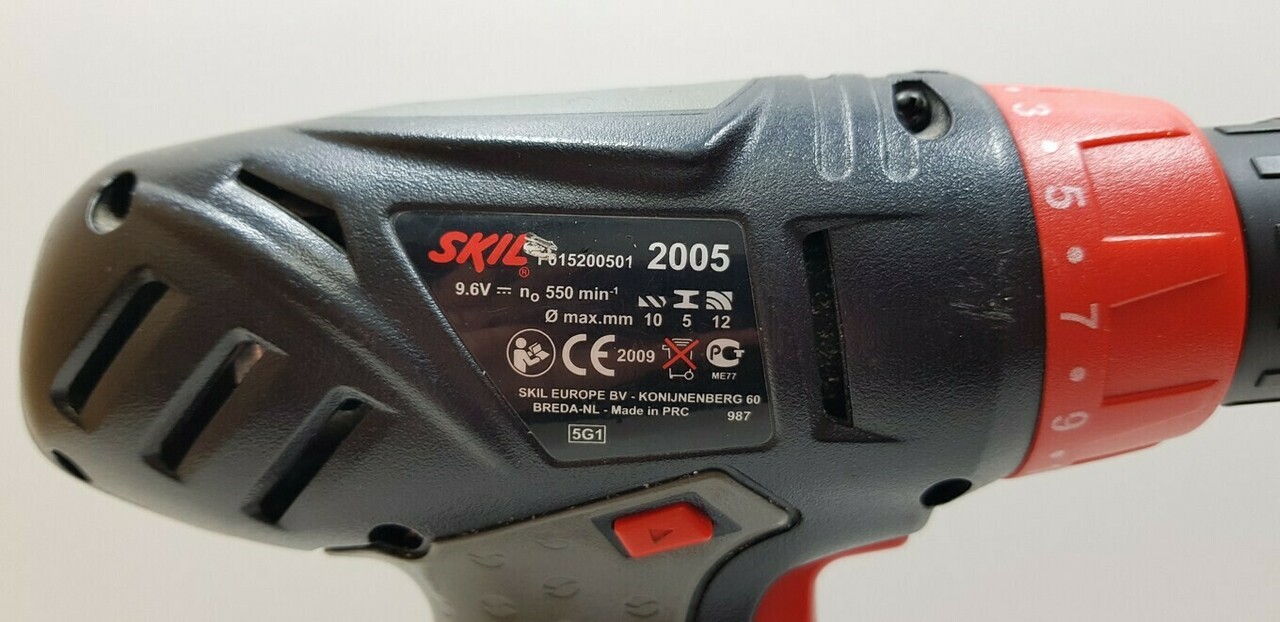 SKIL® F015200501 2005
9.6V n₀ 550 min⁻¹
Ø max.mm 10 5 12
CE 2009
ME77
SKIL EUROPE BV - KONIJNENBERG 60
BREDA-NL - Made in PRC 987
5G1
3
5
7
9